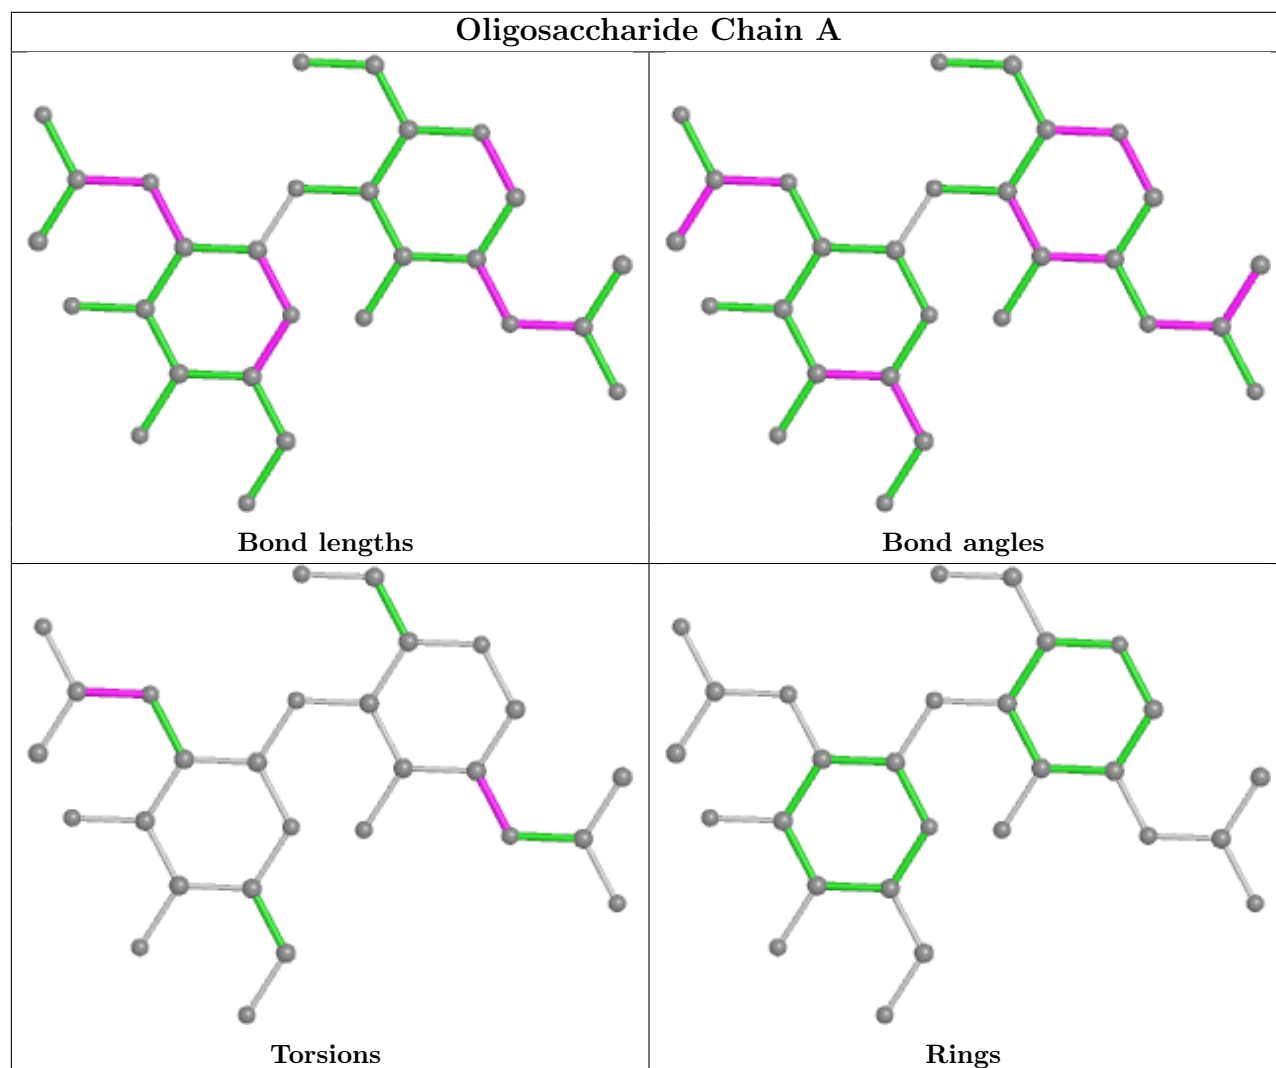 Oligosaccharide Chain A
Bond lengths
Bond angles
Torsions
Rings